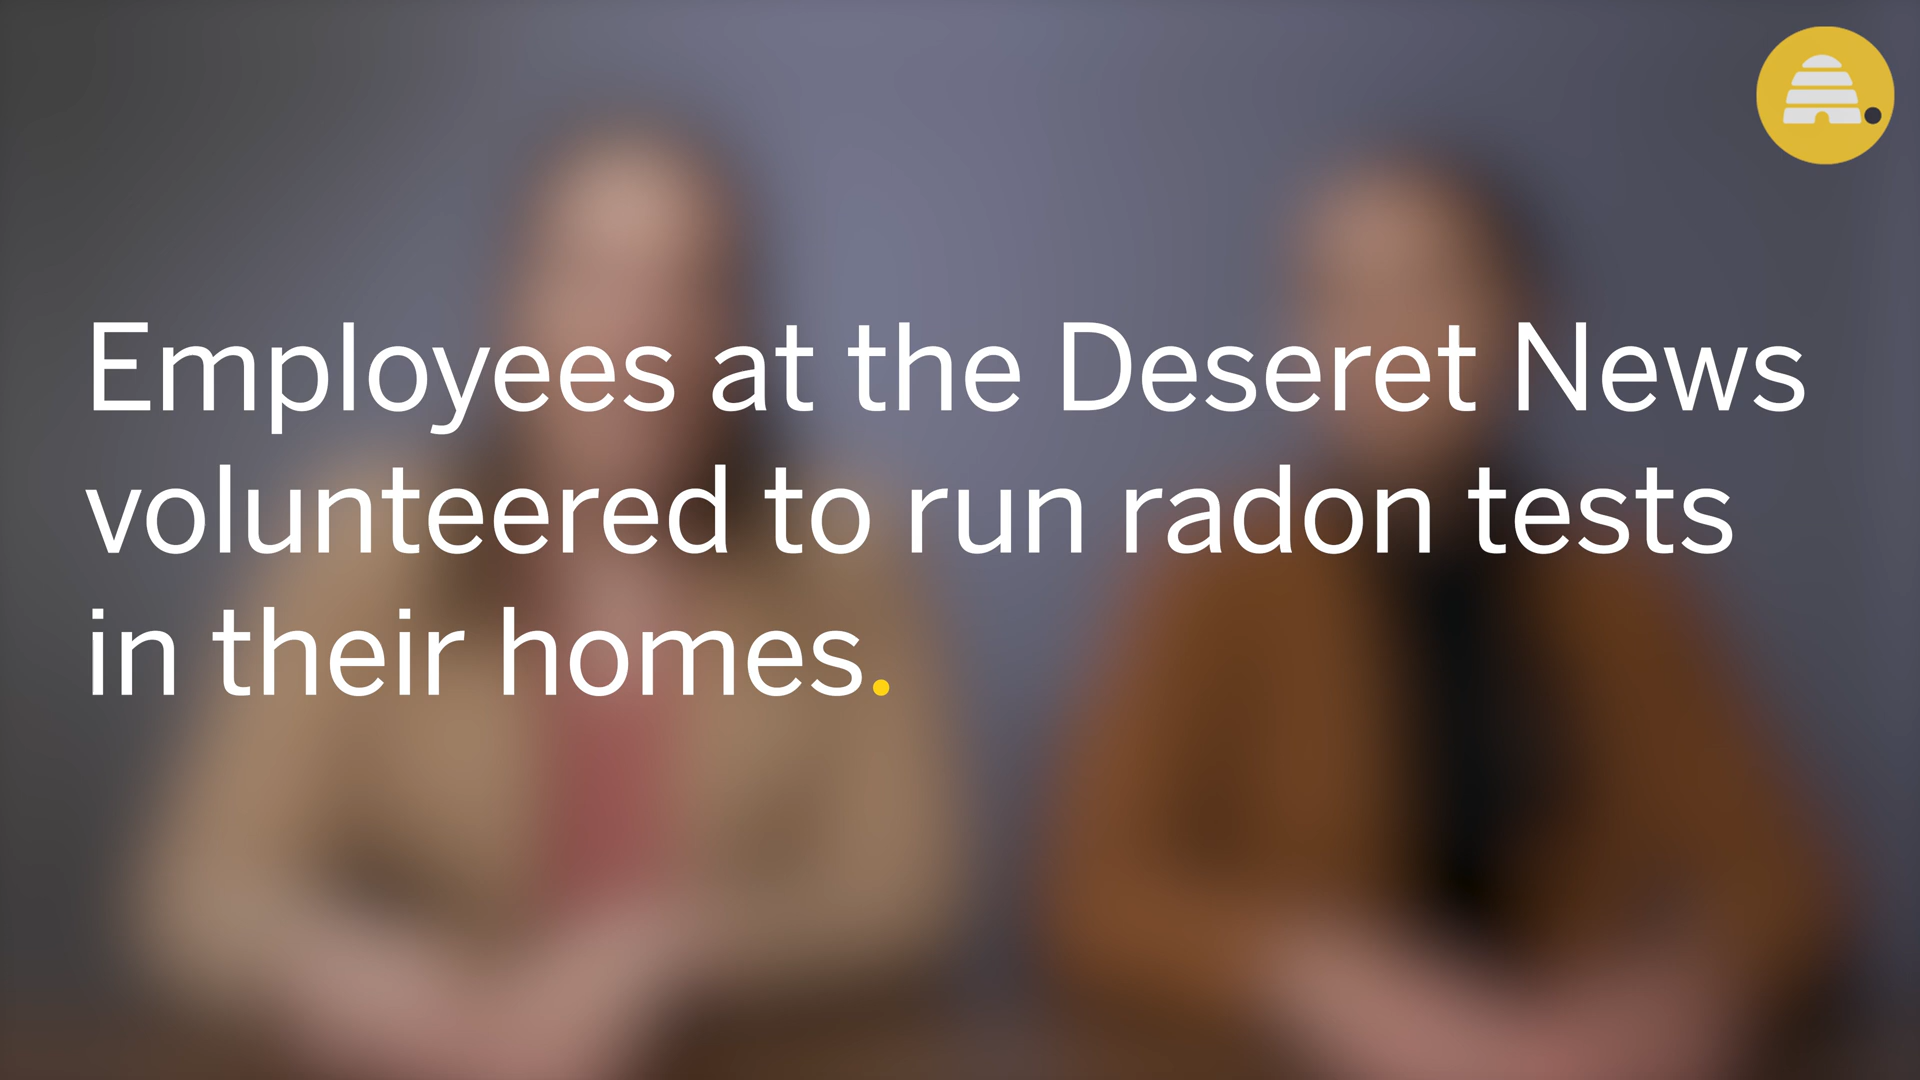 Employees at the Deseret News
volunteered to run radon tests
in their homes.